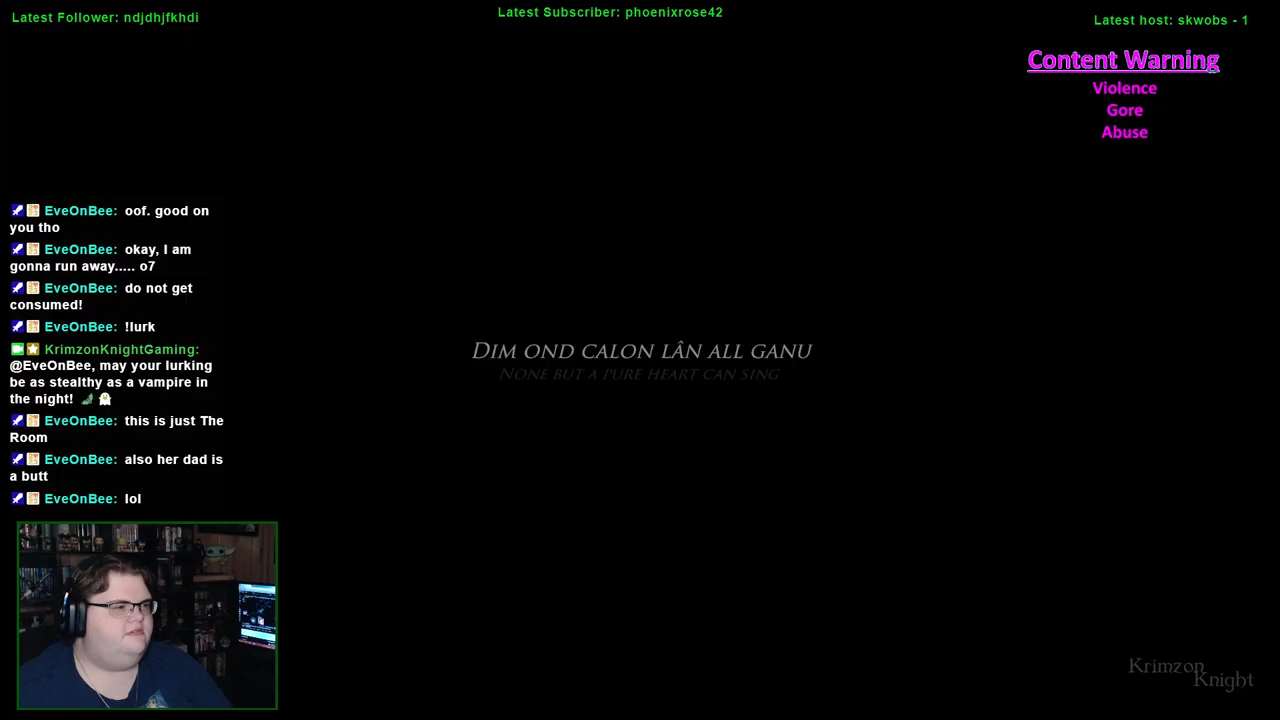 Latest Follower: ndjdhjfkhdi
Latest Subscriber: phoenixrose42
Latest host: skwobs - 1
Content Warning
Violence
Gore
Abuse
EveOnBee: oof. good on
you tho
EveOnBee: okay, I am
gonna run away..... o7
EveOnBee: do not get
consumed!
EveOnBee: !lurk
KrimzonKnightGaming:
@EveOnBee, may your lurking
be as stealthy as a vampire in
the night!
EveOnBee: this is just The
Room
EveOnBee: also her dad is
a butt
EveOnBee: lol
Dim ond calon lân all ganu
None but a pure heart can sing
Krimzon
Knight